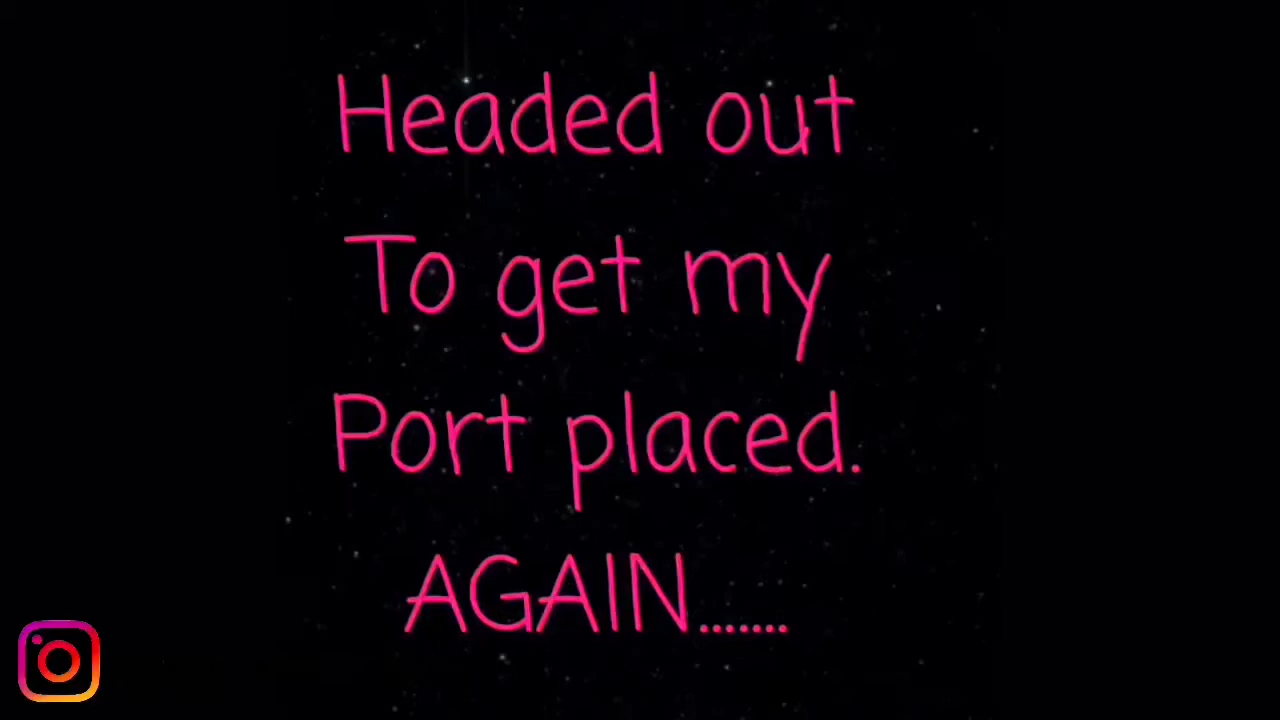 Headed out
To get my
Port placed.
AGAIN.......